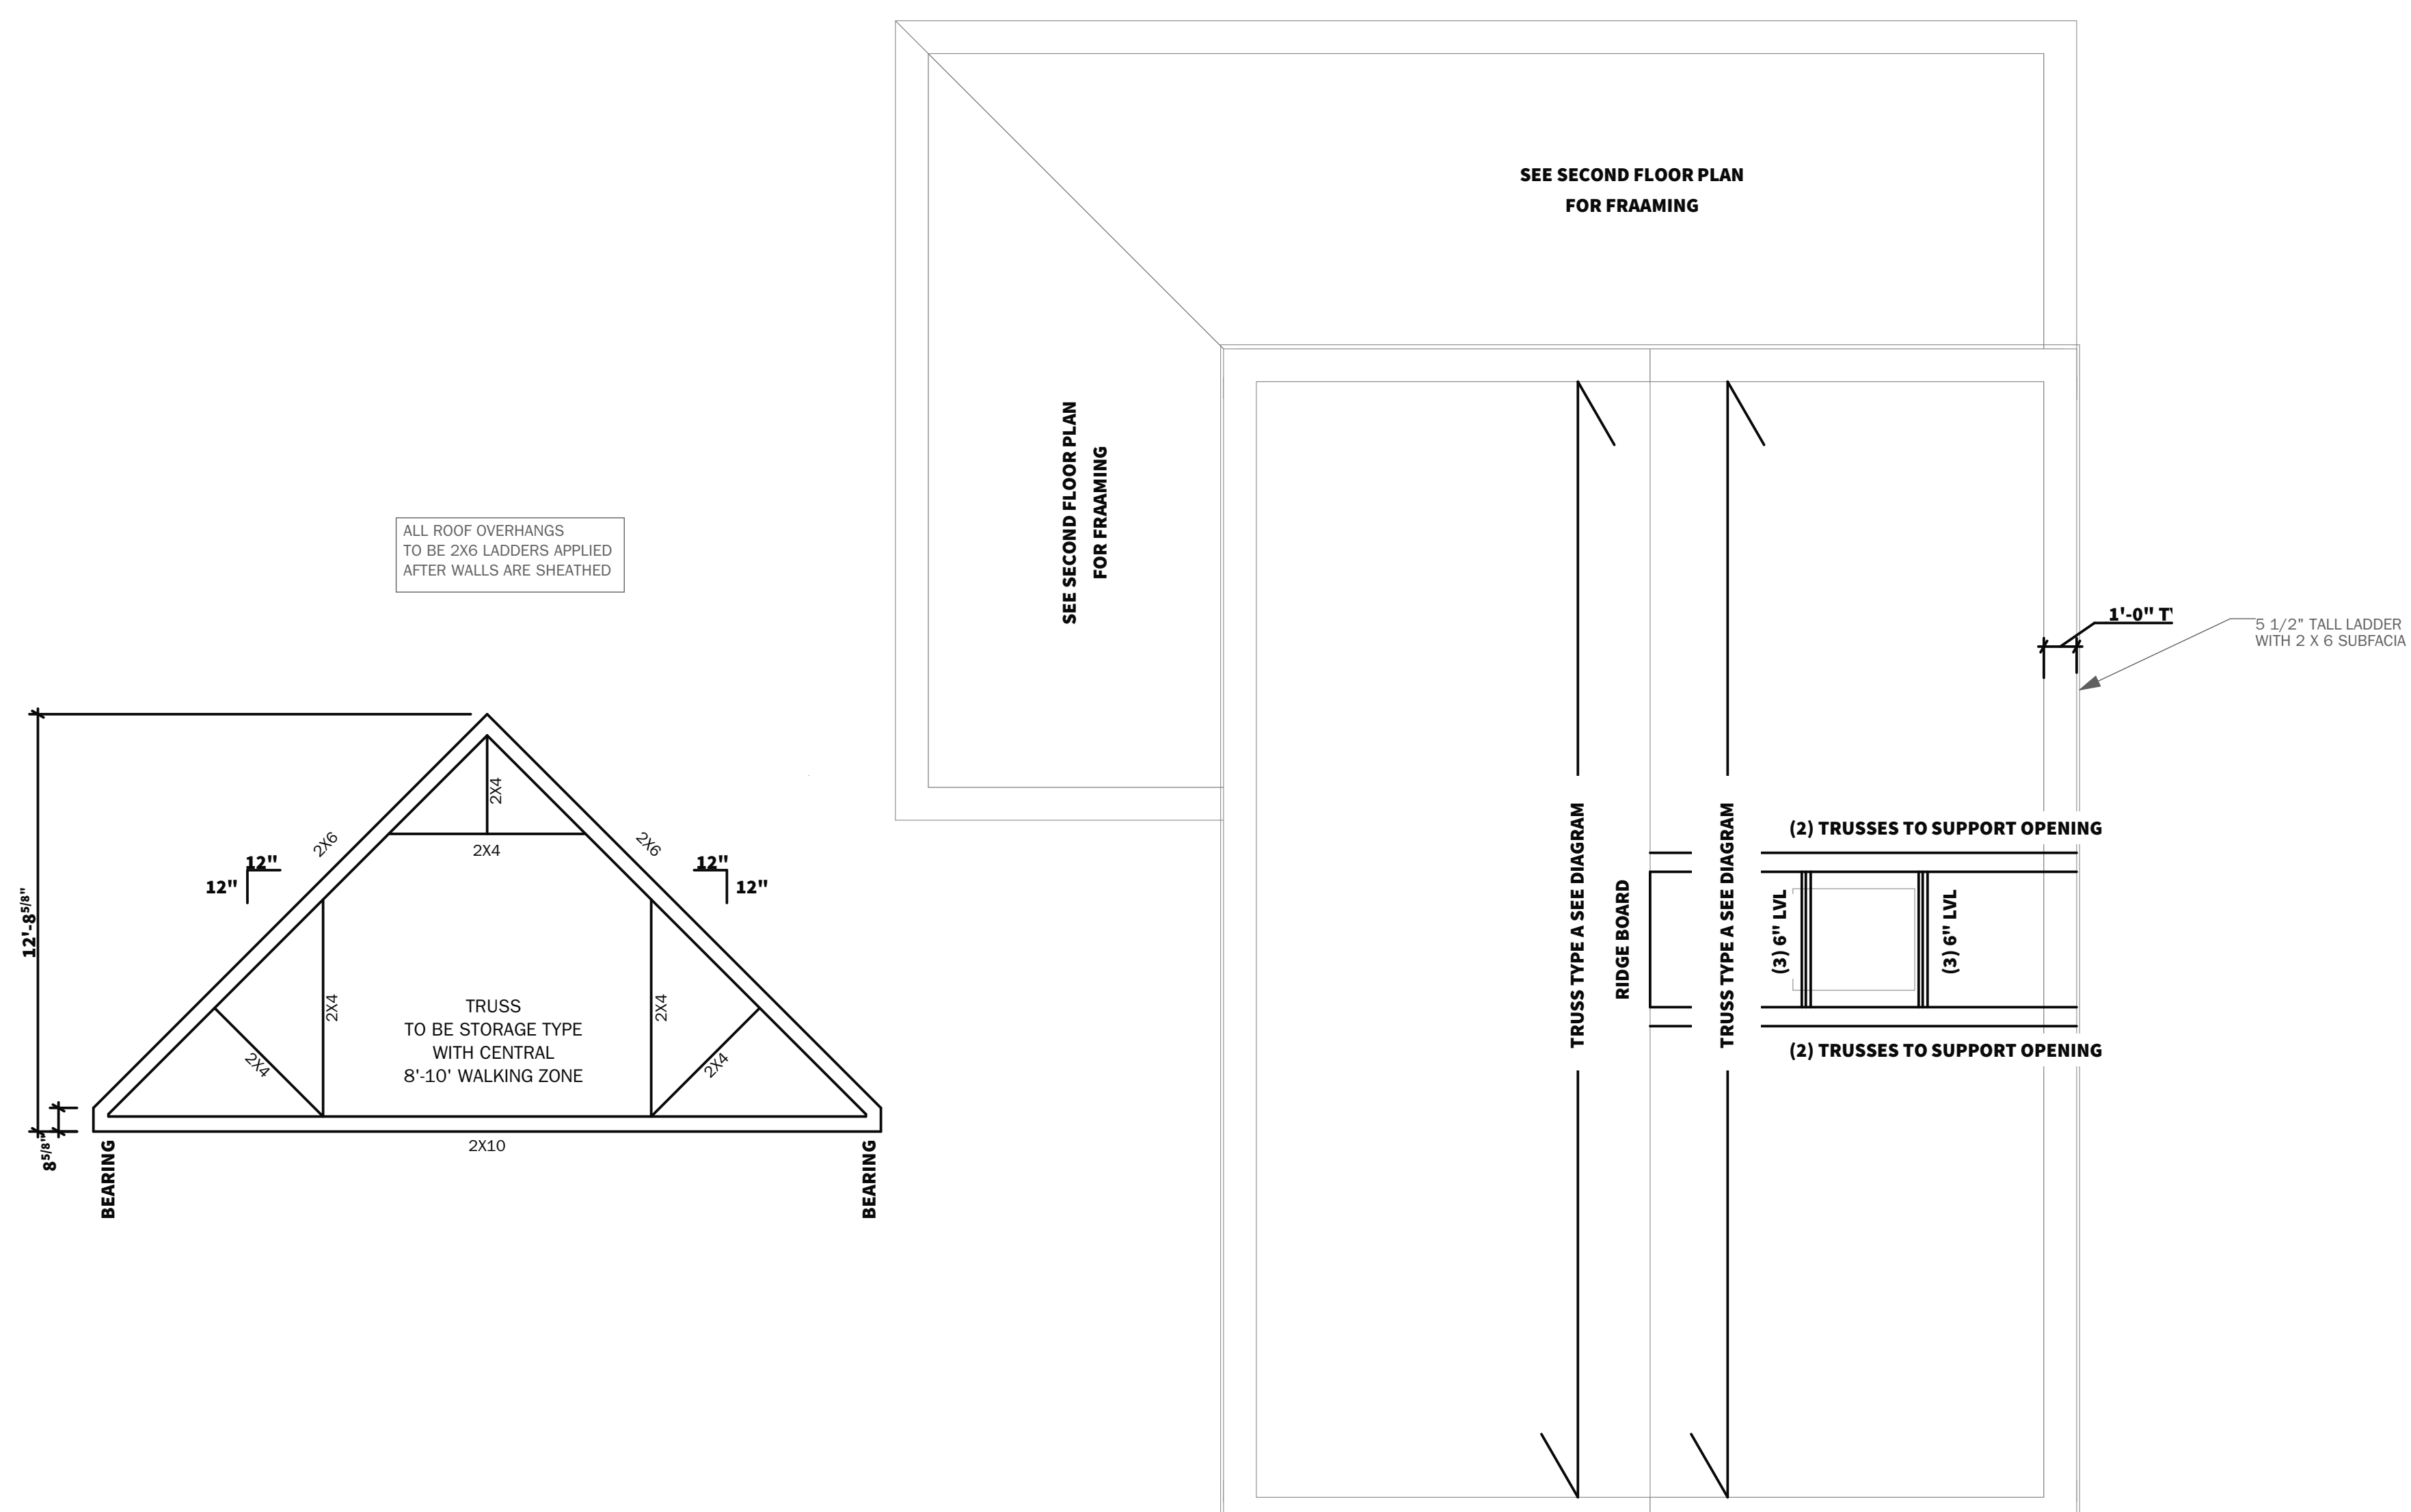 SEE SECOND FLOOR PLAN
FOR FRAAMING
SEE SECOND FLOOR PLAN
FOR FRAAMING
ALL ROOF OVERHANGS
TO BE 2X6 LADDERS APPLIED
AFTER WALLS ARE SHEATHED
1'-0"
5 1/2" TALL LADDER
WITH 2 X 6 SUBFACIA
12'-8 5/8"
8 5/8"
2X4
2X4
2X6
2X6
12"
12"
12"
12"
2X4
2X4
2X4
2X4
TRUSS
TO BE STORAGE TYPE
WITH CENTRAL
8'-10' WALKING ZONE
2X10
BEARING
BEARING
TRUSS TYPE A SEE DIAGRAM
RIDGE BOARD
TRUSS TYPE A SEE DIAGRAM
(2) TRUSSES TO SUPPORT OPENING
(3) 6" LVL
(3) 6" LVL
(2) TRUSSES TO SUPPORT OPENING